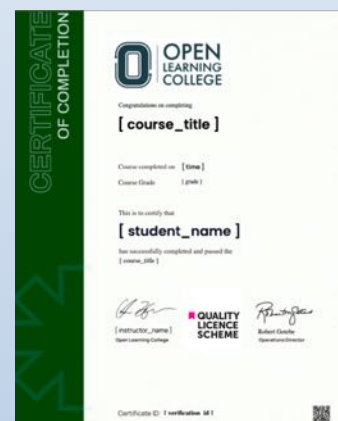 CERTIFICATE
OF COMPLETION
OPEN
LEARNING
COLLEGE
Congratulations on completing
[ course_title ]
Course completed on [ time ]
Course Grade [ grade ]
This is to certify that
[ student_name ]
has successfully completed and passed the
[ course_title ]
[ instructor_name ]
Open Learning College
QUALITY
LICENCE
SCHEME
Robert Gotobe
Operations Director
Certificate ID: [ verification_id ]